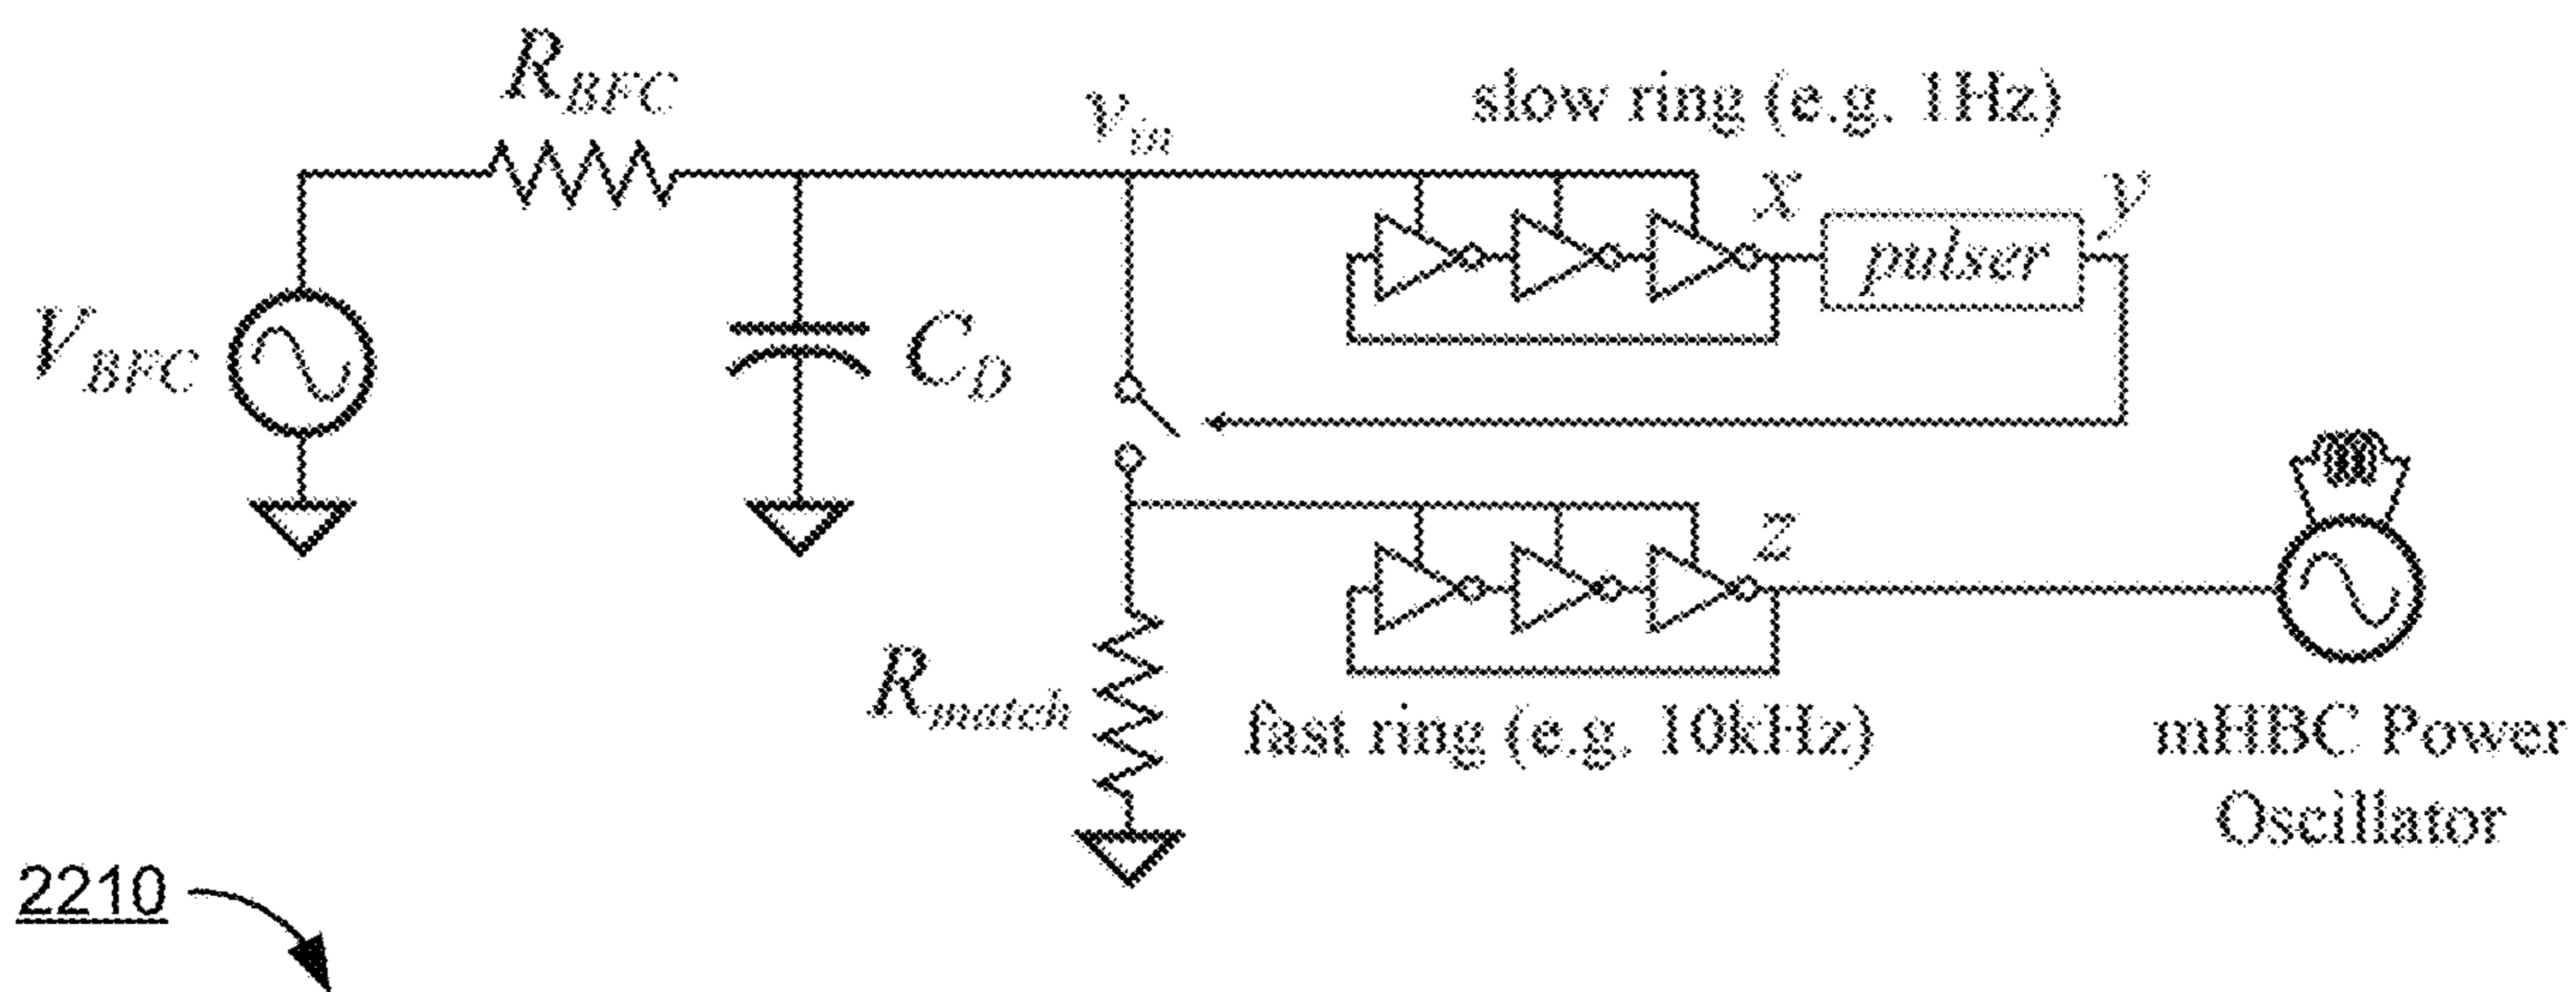 R_BFC
v_in
slow ring (e.g. 1Hz)
x
y
pulser
V_BFC
C_D
z
R_match
fast ring (e.g. 10kHz)
mHBC Power
Oscillator
2210